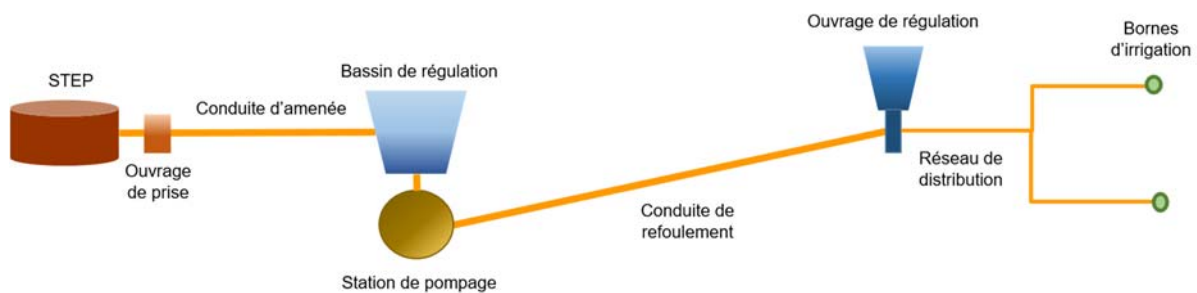 STEP
Ouvrage
de prise
Conduite d'amenée
Bassin de régulation
Station de pompage
Conduite de
refoulement
Ouvrage de régulation
Réseau de
distribution
Bornes
d'irrigation